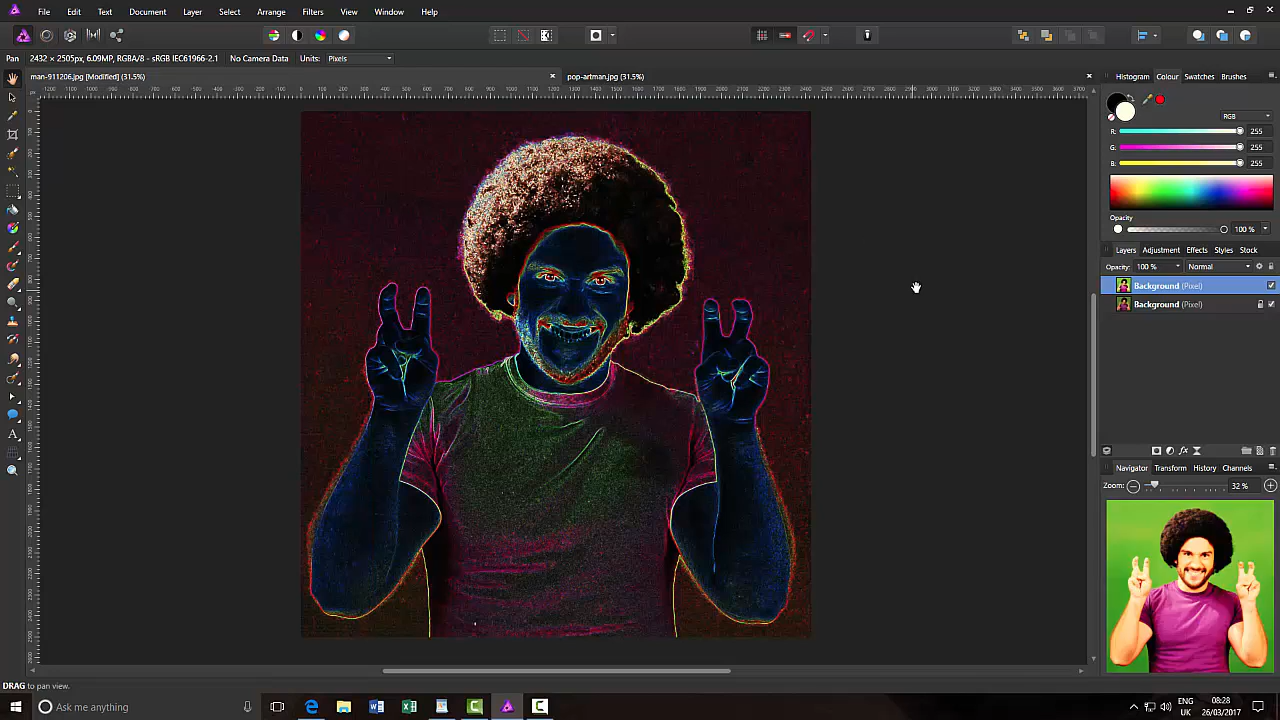 File Edit Text Document Layer Select Arrange Filters View Window Help
Pan 2432 × 2505px, 6.09MP, RGBA/8 - sRGB IEC61966-2.1 No Camera Data Units: Pixels
man-911206.jpg [Modified] (31.5%) pop-artman.jpg (31.5%)
Histogram Colour Swatches Brushes
RGB
R: 255
G: 255
B: 255
Opacity
100 %
Layers Adjustment Effects Styles Stock
Opacity: 100 % Normal
Background (Pixel)
Background (Pixel)
Navigator Transform History Channels
Zoom: 32 %
DRAG to pan view.
Ask me anything
ENG
UK
08:28
26/03/2017